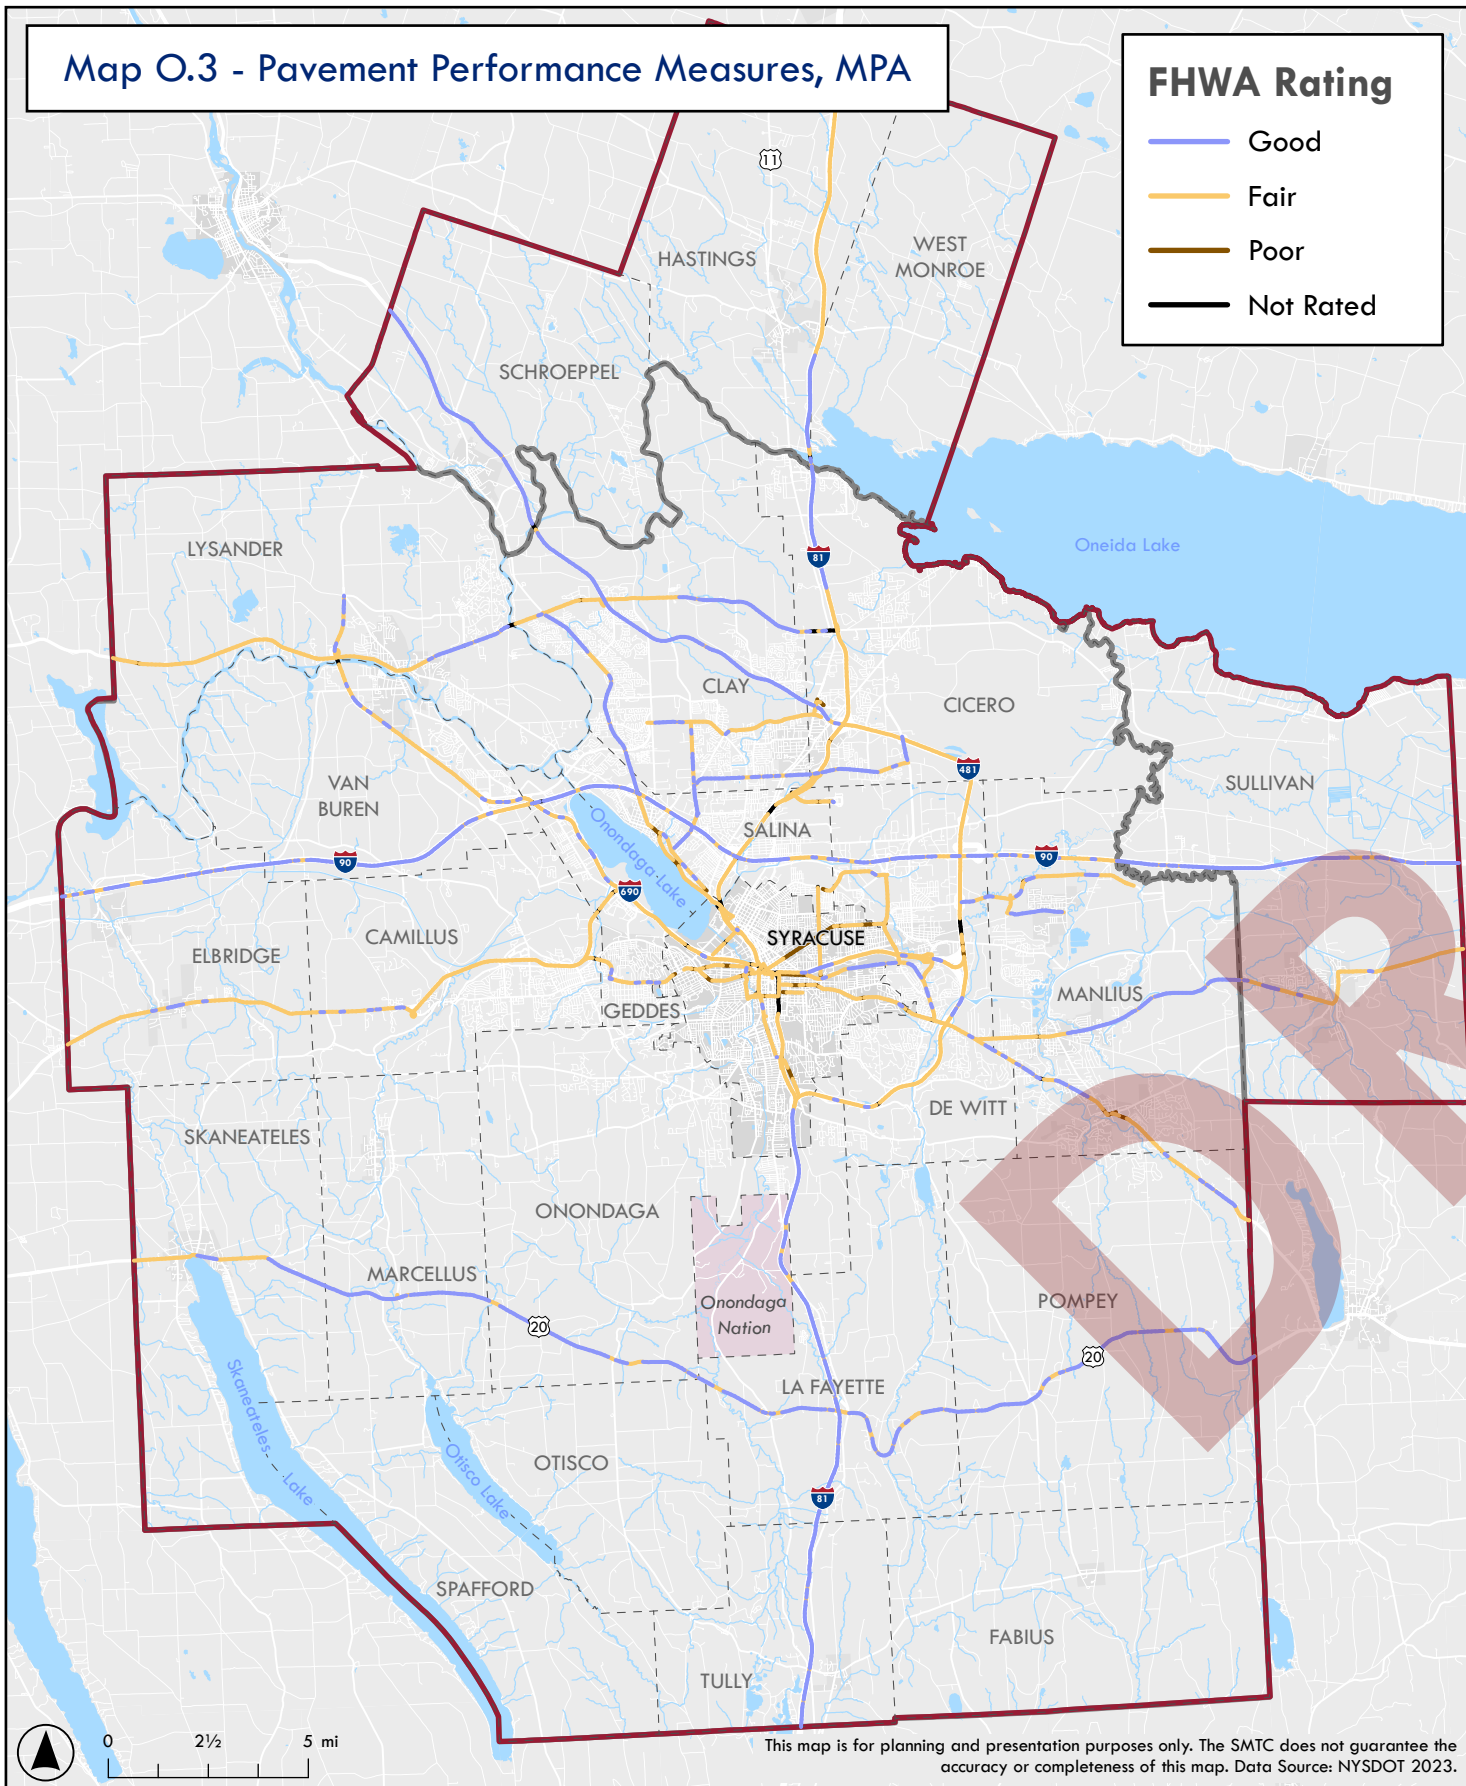 Map O.3 - Pavement Performance Measures, MPA
FHWA Rating
Good
Fair
Poor
Not Rated
11
HASTINGS
WEST
MONROE
SCHROEPPEL
LYSANDER
81
Oneida Lake
CLAY
CICERO
481
SULLIVAN
VAN
BUREN
Onondaga Lake
SALINA
90
90
690
CAMILLUS
SYRACUSE
ELBRIDGE
MANLIUS
GEDDES
DE WITT
SKANEATELES
ONONDAGA
MARCELLUS
Onondaga
Nation
POMPEY
20
20
LA FAYETTE
Skaneateles
Lake
Otisco Lake
OTISCO
81
SPAFFORD
FABIUS
TULLY
0 2½ 5 mi
This map is for planning and presentation purposes only. The SMTC does not guarantee the
accuracy or completeness of this map. Data Source: NYSDOT 2023.
DR